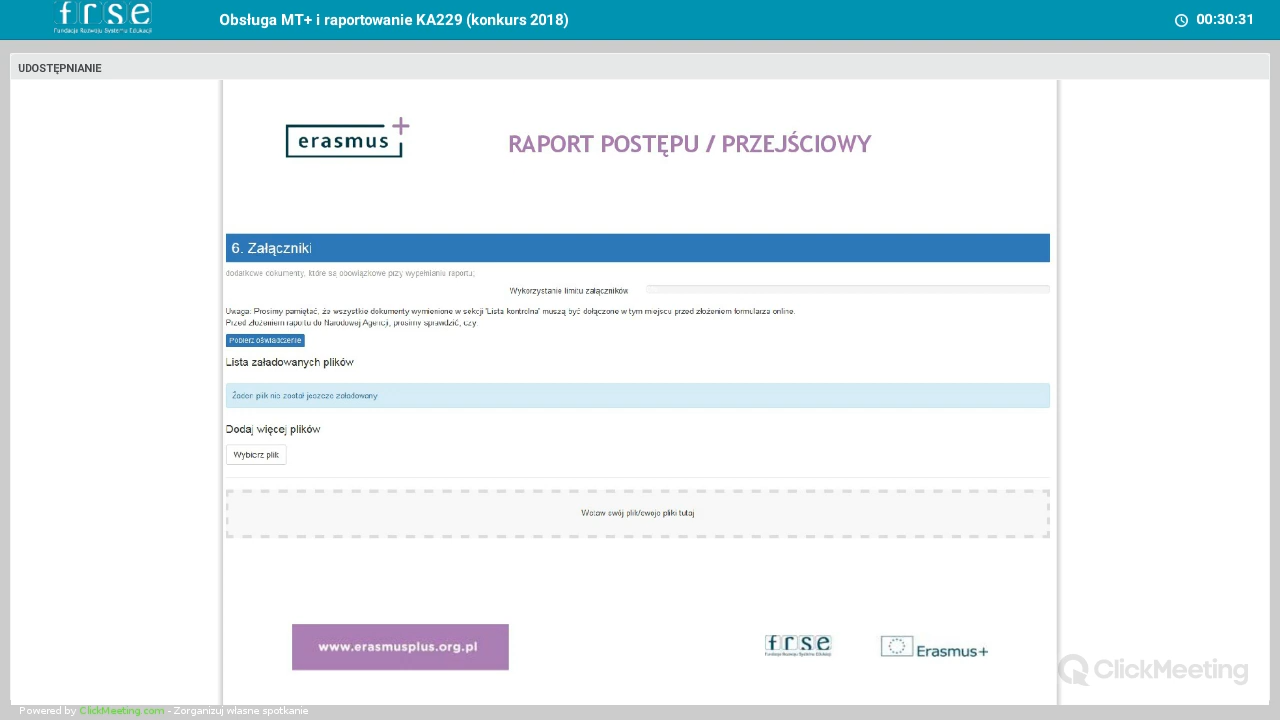 frse
Fundacja Rozwoju Systemu Edukacji
Obsługa MT+ i raportowanie KA229 (konkurs 2018)
00:30:31
UDOSTĘPNIANIE
erasmus+
RAPORT POSTĘPU / PRZEJŚCIOWY
6. Załączniki
dodatkowe dokumenty, które są obowiązkowe przy wypełnianiu raportu;
Wykorzystanie limitu załączników
Uwaga: Prosimy pamiętać, że wszystkie dokumenty wymienione w sekcji 'Lista kontrolna' muszą być dołączone w tym miejscu przed złożeniem formularza online.
Przed złożeniem raportu do Narodowej Agencji, prosimy sprawdzić, czy:
Pobierz oświadczenie
Lista załadowanych plików
Żaden plik nie został jeszcze załadowany
Dodaj więcej plików
Wybierz plik
Wstaw swój plik/swoje pliki tutaj
www.erasmusplus.org.pl
frse
Fundacja Rozwoju Systemu Edukacji
Erasmus+
ClickMeeting
Powered by ClickMeeting.com - Zorganizuj własne spotkanie